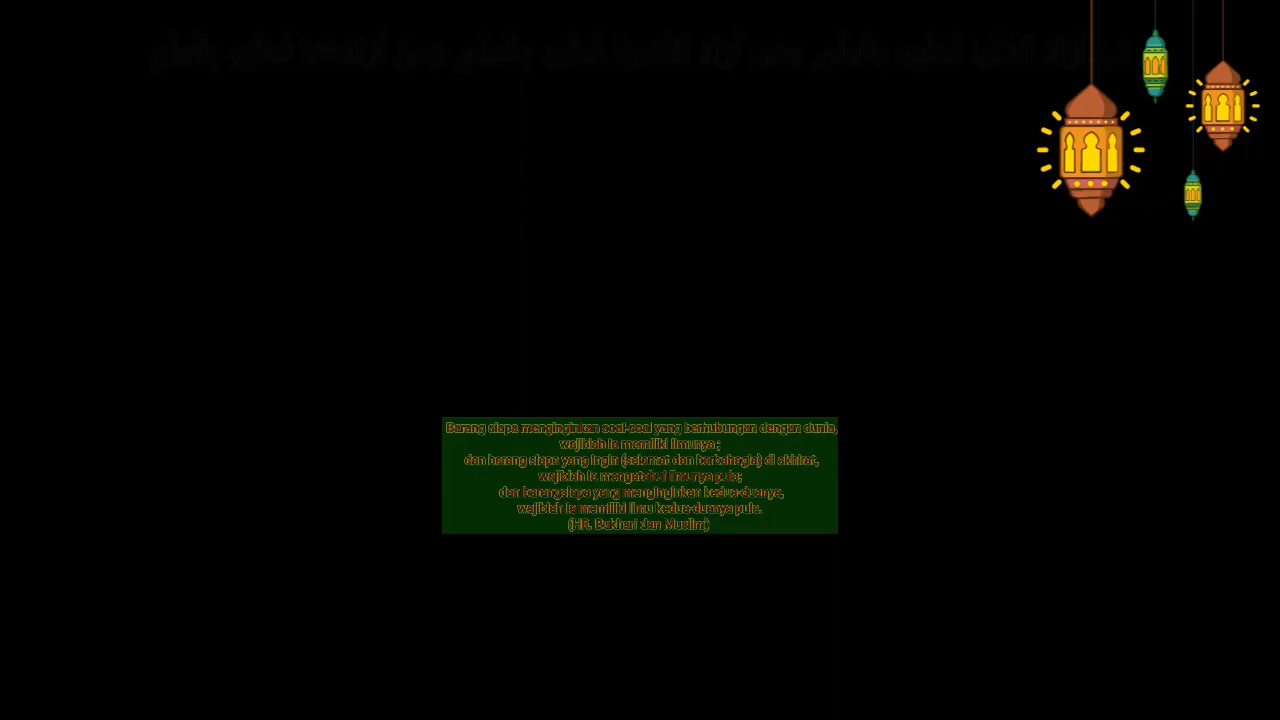 Barang siapa menginginkan soal-soal yang berhubungan dengan dunia,
wajiblah ia memiliki ilmunya ;
dan barang siapa yang ingin (selamat dan berbahagia) di akhirat,
wajiblah ia mengetahui ilmunya pula;
dan barangsiapa yang menginginkan kedua-duanya,
wajiblah ia memiliki ilmu kedua-duanya pula.
(HR. Bukhari dan Muslim)